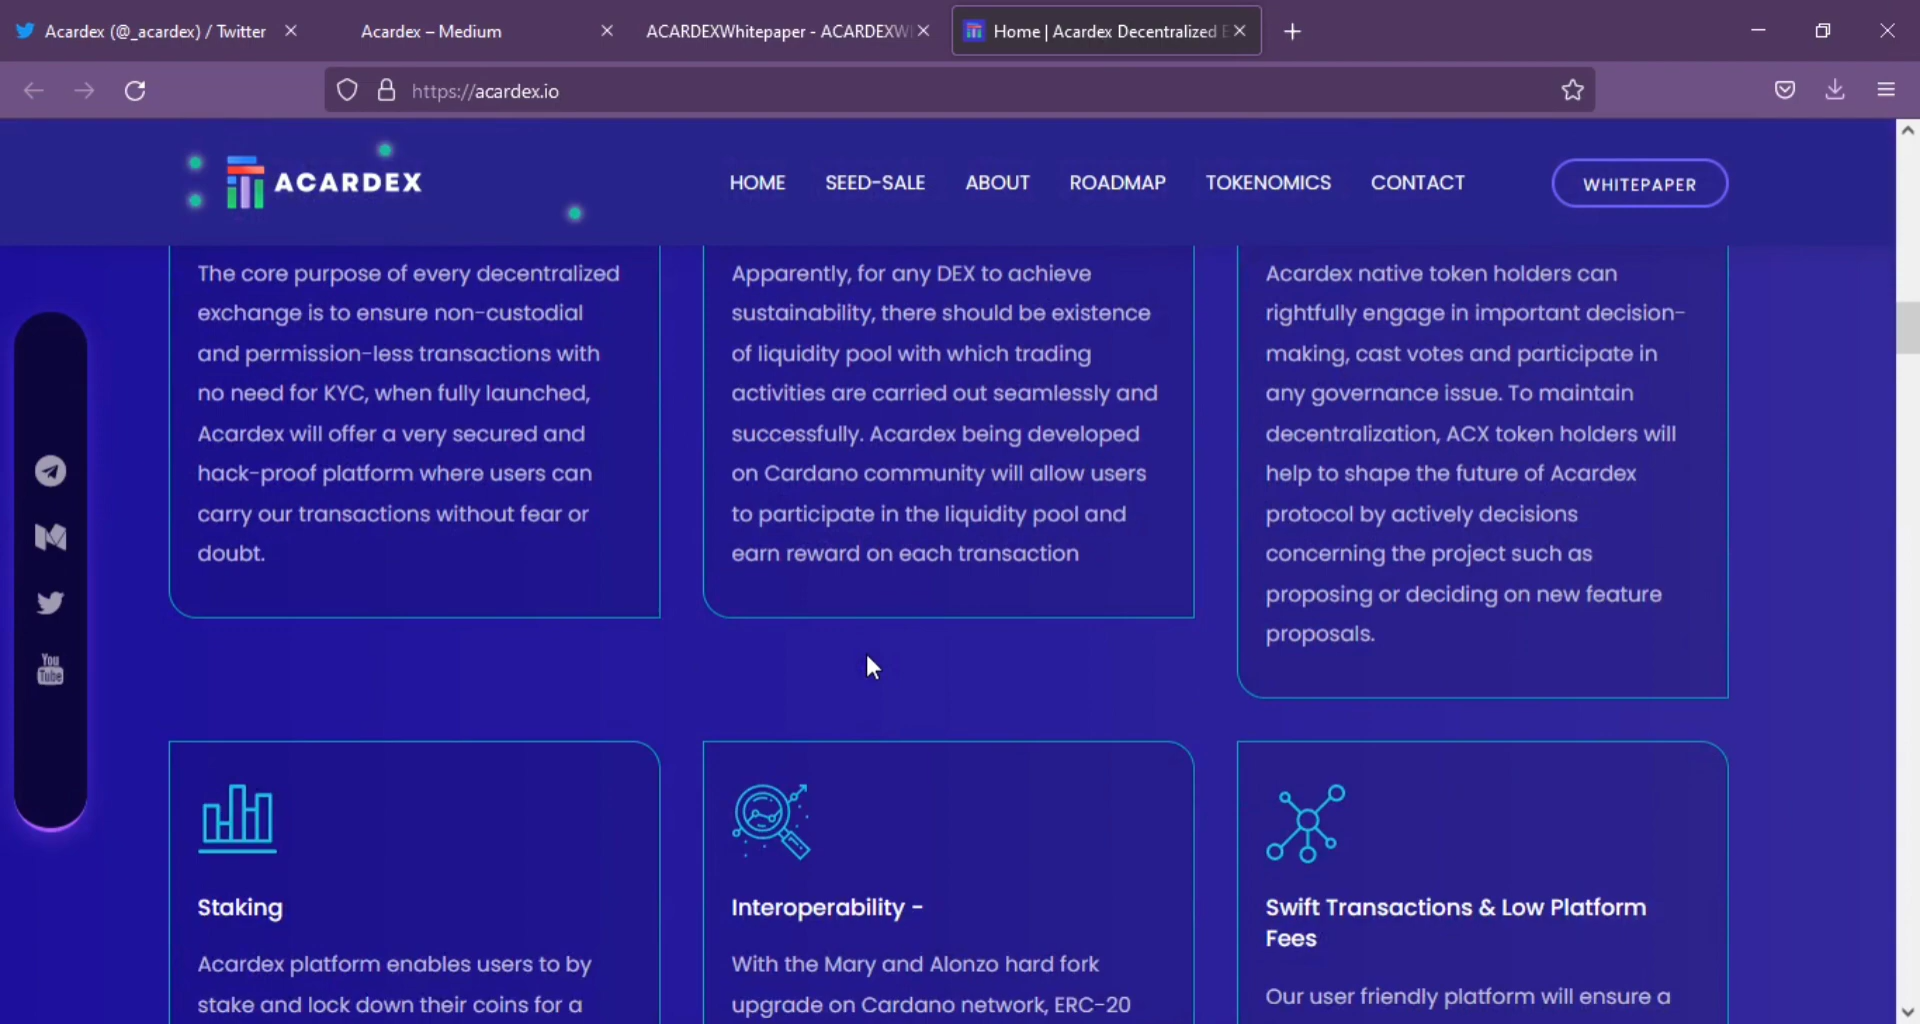 Acardex (@_acardex) / Twitter
Acardex – Medium
ACARDEXWhitepaper - ACARDEXW
Home | Acardex Decentralized E
https://acardex.io
ACARDEX
HOME
SEED-SALE
ABOUT
ROADMAP
TOKENOMICS
CONTACT
WHITEPAPER
The core purpose of every decentralized
exchange is to ensure non-custodial
and permission-less transactions with
no need for KYC, when fully launched,
Acardex will offer a very secured and
hack-proof platform where users can
carry our transactions without fear or
doubt.
Apparently, for any DEX to achieve
sustainability, there should be existence
of liquidity pool with which trading
activities are carried out seamlessly and
successfully. Acardex being developed
on Cardano community will allow users
to participate in the liquidity pool and
earn reward on each transaction
Acardex native token holders can
rightfully engage in important decision-
making, cast votes and participate in
any governance issue. To maintain
decentralization, ACX token holders will
help to shape the future of Acardex
protocol by actively decisions
concerning the project such as
proposing or deciding on new feature
proposals.
You
Tube
Staking
Acardex platform enables users to by
stake and lock down their coins for a
Interoperability -
With the Mary and Alonzo hard fork
upgrade on Cardano network, ERC-20
Swift Transactions & Low Platform
Fees
Our user friendly platform will ensure a